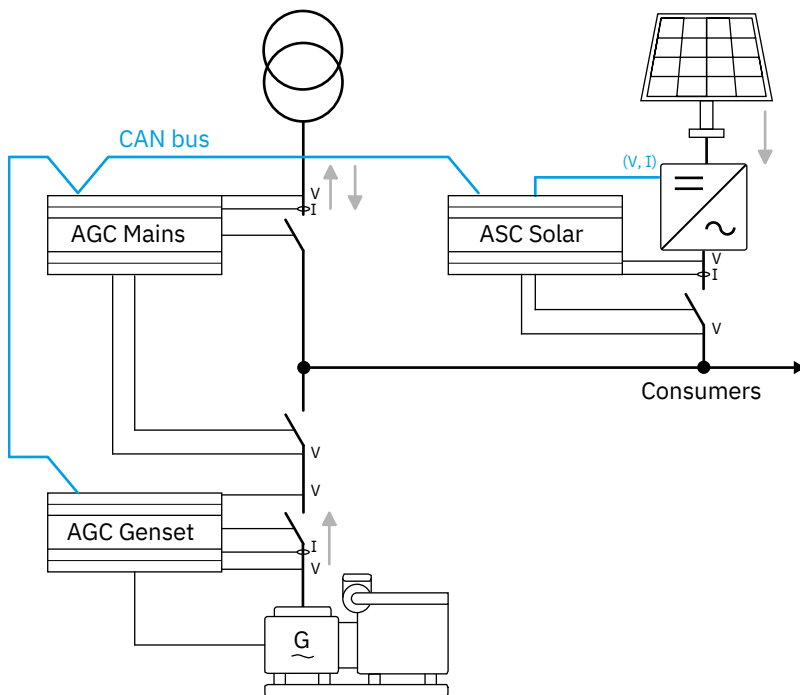 CAN bus
(V, I)
V
I
AGC Mains
ASC Solar
V
I
V
Consumers
V
V
AGC Genset
I
V
G